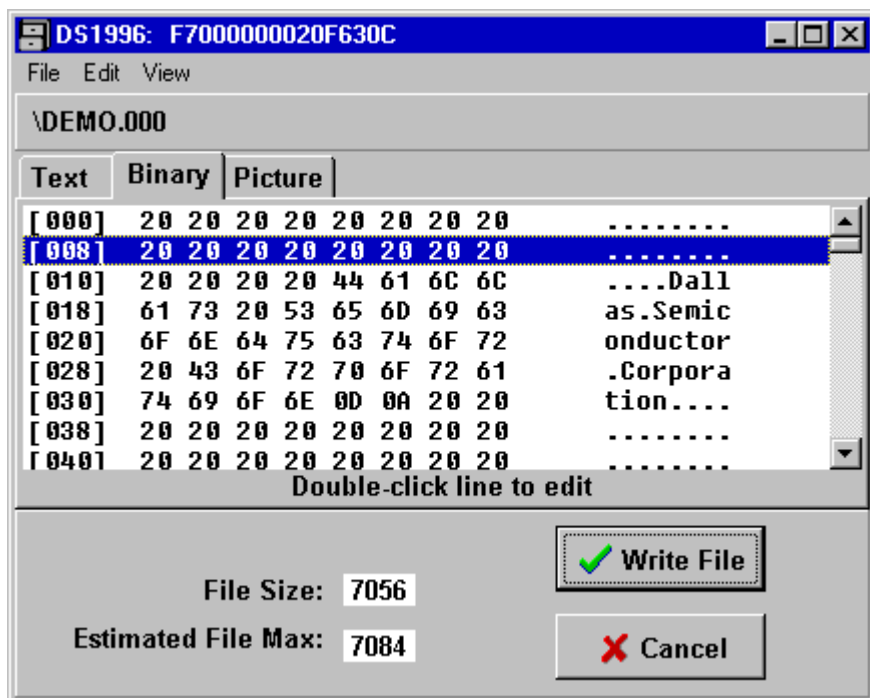 DS1996: F7000000020F630C
File Edit View
\DEMO.000
Text Binary Picture
[000] 20 20 20 20 20 20 20 20 ........
[008] 20 20 20 20 20 20 20 20 ........
[010] 20 20 20 20 44 61 6C 6C ....Dall
[018] 61 73 20 53 65 6D 69 63 as.Semic
[020] 6F 6E 64 75 63 74 6F 72 onductor
[028] 20 43 6F 72 70 6F 72 61 .Corpora
[030] 74 69 6F 6E 0D 0A 20 20 tion....
[038] 20 20 20 20 20 20 20 20 ........
[040] 20 20 20 20 20 20 20 20 ........
Double-click line to edit
Write File
File Size: 7056
Estimated File Max: 7084
Cancel